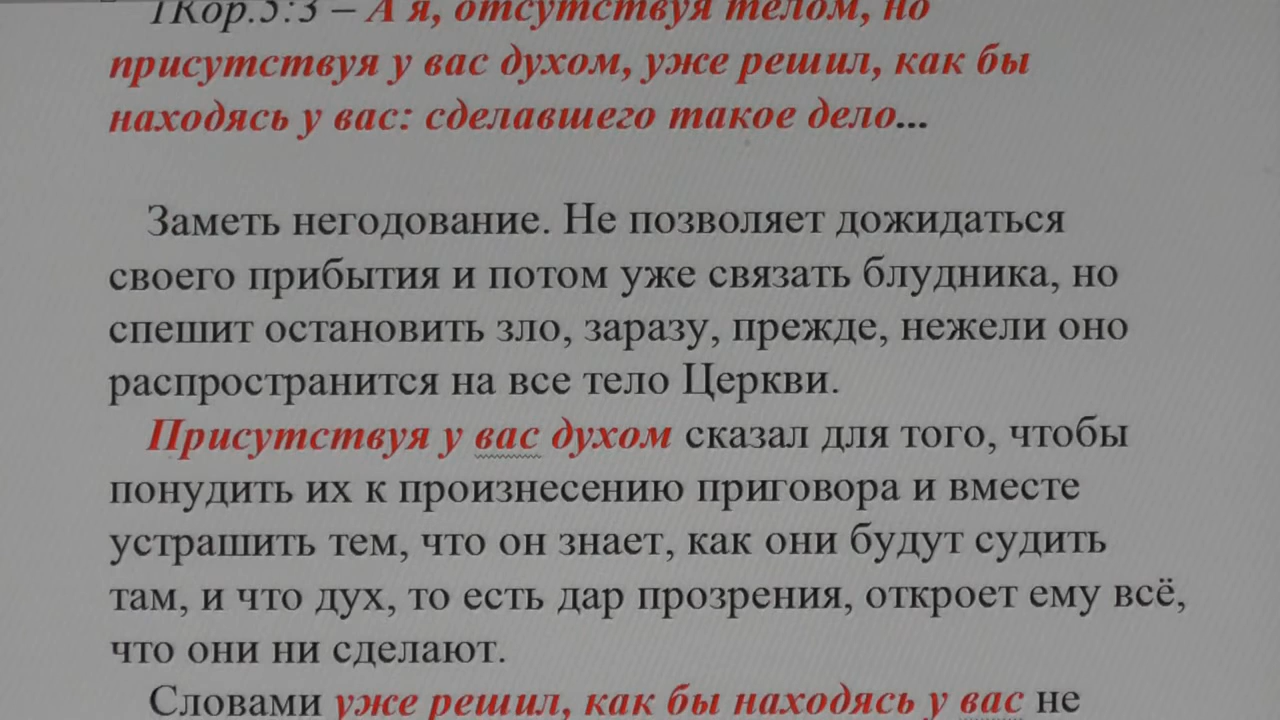 1Кор.5:3 – А я, отсутствуя телом, но
присутствуя у вас духом, уже решил, как бы
находясь у вас: сделавшего такое дело...
Заметь негодование. Не позволяет дожидаться
своего прибытия и потом уже связать блудника, но
спешит остановить зло, заразу, прежде, нежели оно
распространится на все тело Церкви.
Присутствуя у вас духом сказал для того, чтобы
понудить их к произнесению приговора и вместе
устрашить тем, что он знает, как они будут судить
там, и что дух, то есть дар прозрения, откроет ему всё,
что они ни сделают.
Словами уже решил, как бы находясь у вас не